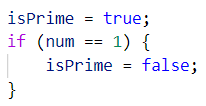 isPrime = true;
if (num == 1) {
    isPrime = false;
}